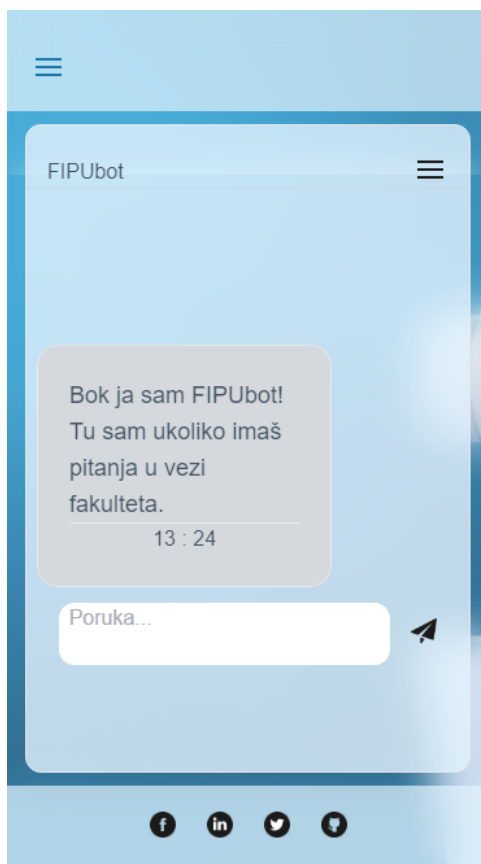 FIPUbot
Bok ja sam FIPUbot!
Tu sam ukoliko imaš
pitanja u vezi
fakulteta.
13 : 24
Poruka...